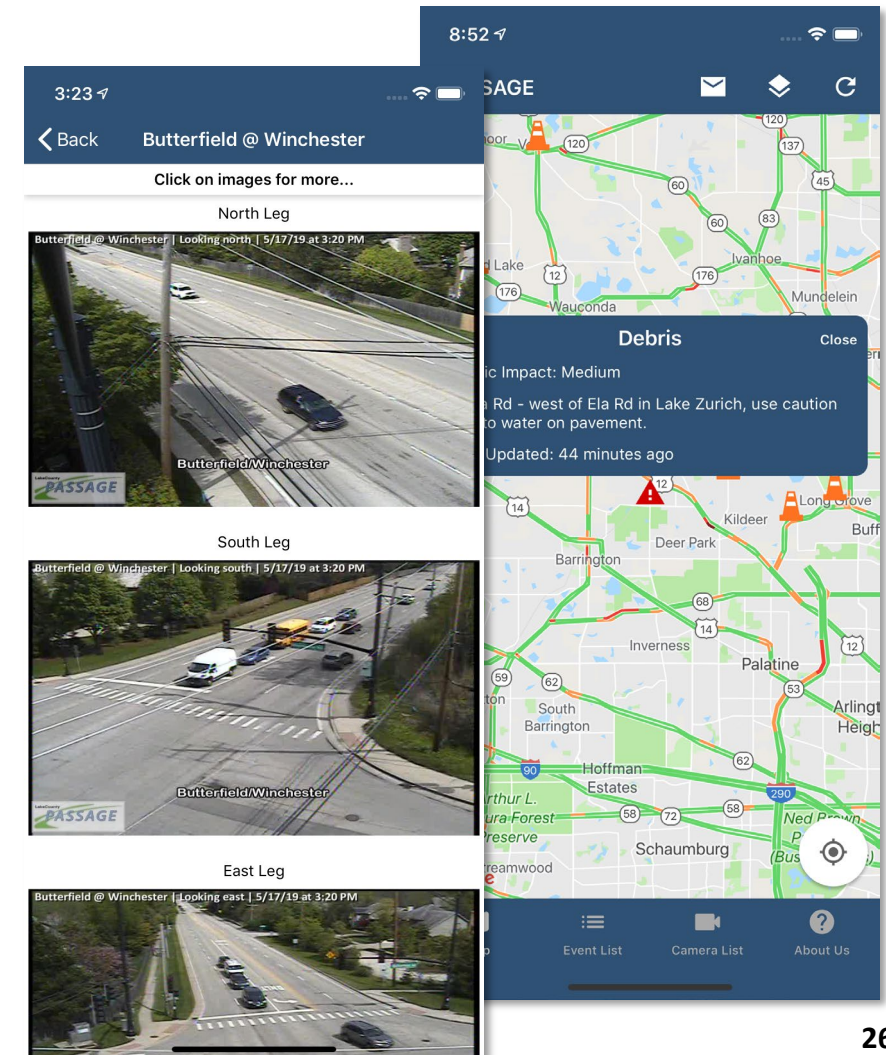 3:23
Back
Butterfield @ Winchester
Click on images for more...
North Leg
Butterfield @ Winchester | Looking north | 5/17/19 at 3:20 PM
Butterfield/Winchester
LakeCounty
PASSAGE
South Leg
Butterfield @ Winchester | Looking south | 5/17/19 at 3:20 PM
Butterfield/Winchester
LakeCounty
PASSAGE
East Leg
Butterfield @ Winchester | Looking east | 5/17/19 at 3:20 PM
8:52
SAGE
120
120
137
45
60
60
83
Ivanhoe
Lake
12
176
176
Wauconda
Mundelein
Debris
Close
ic Impact: Medium
a Rd - west of Ela Rd in Lake Zurich, use caution
to water on pavement.
Updated: 44 minutes ago
12
14
Long Grove
Kildeer
Buff
Deer Park
Barrington
68
14
Inverness
12
Palatine
59
62
53
ton
South
Barrington
Arlingt
Heigh
62
90
Hoffman
Estates
290
rthur L.
ura Forest
reserve
58
72
58
Ned Brown
Schaumburg
(Bus
reamwood
Event List
Camera List
About Us
26